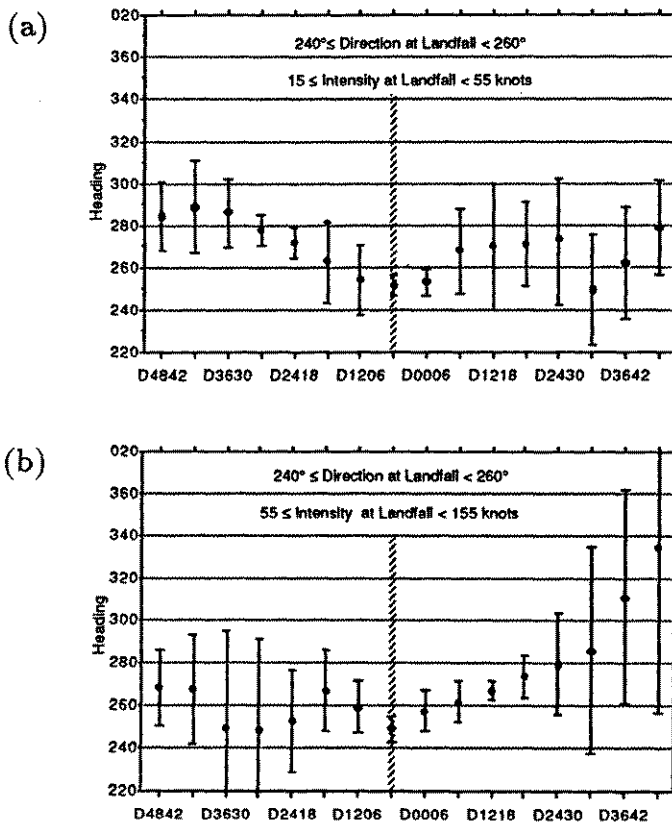 (a)
020
360
340
320
300
280
260
240
220
Heading
240°≤ Direction at Landfall < 260°
15 ≤ Intensity at Landfall < 55 knots
D4842 D3630 D2418 D1206 D0006 D1218 D2430 D3642
(b)
020
360
340
320
300
280
260
240
220
Heading
240° ≤ Direction at Landfall < 260°
55 ≤ Intensity at Landfall < 155 knots
D4842 D3630 D2418 D1206 D0006 D1218 D2430 D3642